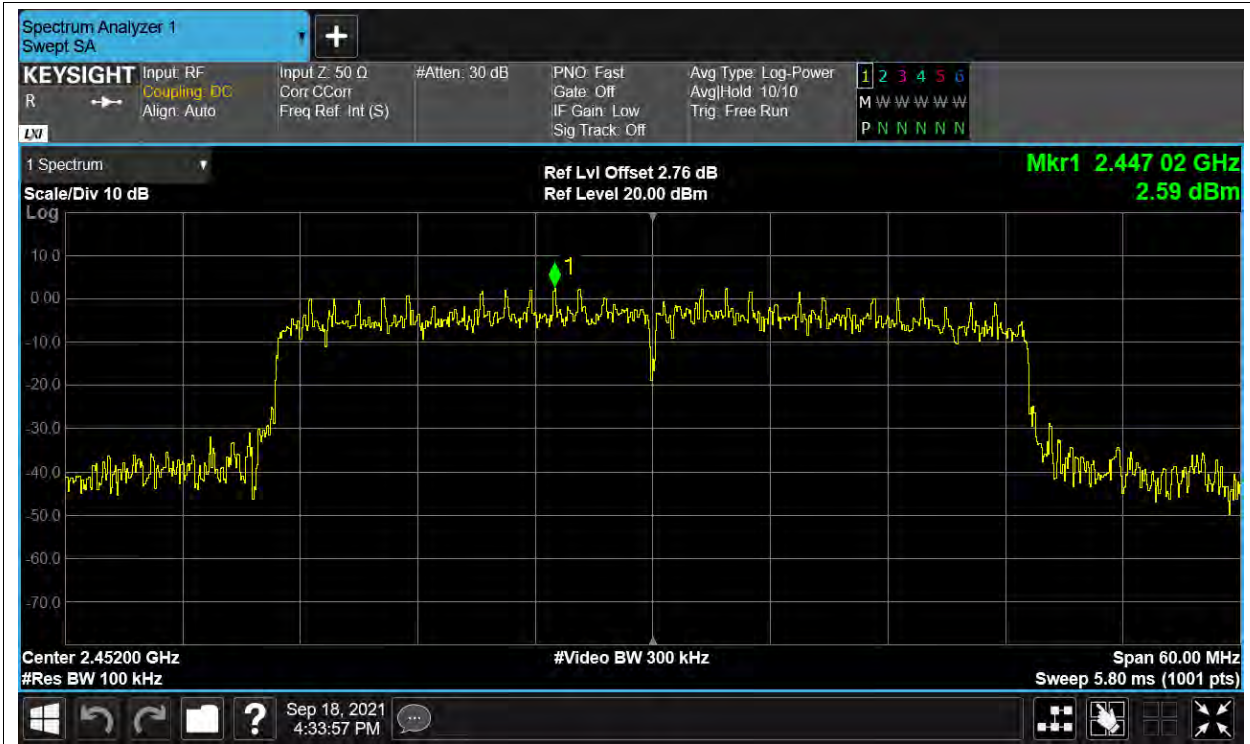 Spectrum Analyzer 1
Swept SA
+
KEYSIGHT
R
LXI
Input: RF
Coupling: DC
Align: Auto
Input Z: 50 Ω
Corr CCorr
Freq Ref: Int (S)
#Atten: 30 dB
PNO: Fast
Gate: Off
IF Gain: Low
Sig Track: Off
Avg Type: Log-Power
Avg|Hold: 10/10
Trig: Free Run
1 2 3 4 5 6
M W W W W W
P N N N N N
1 Spectrum
Scale/Div 10 dB
Ref Lvl Offset 2.76 dB
Ref Level 20.00 dBm
Mkr1 2.447 02 GHz
2.59 dBm
Log
10.0
0.00
-10.0
-20.0
-30.0
-40.0
-50.0
-60.0
-70.0
1
Center 2.45200 GHz
#Res BW 100 kHz
#Video BW 300 kHz
Span 60.00 MHz
Sweep 5.80 ms (1001 pts)
?
Sep 18, 2021
4:33:57 PM